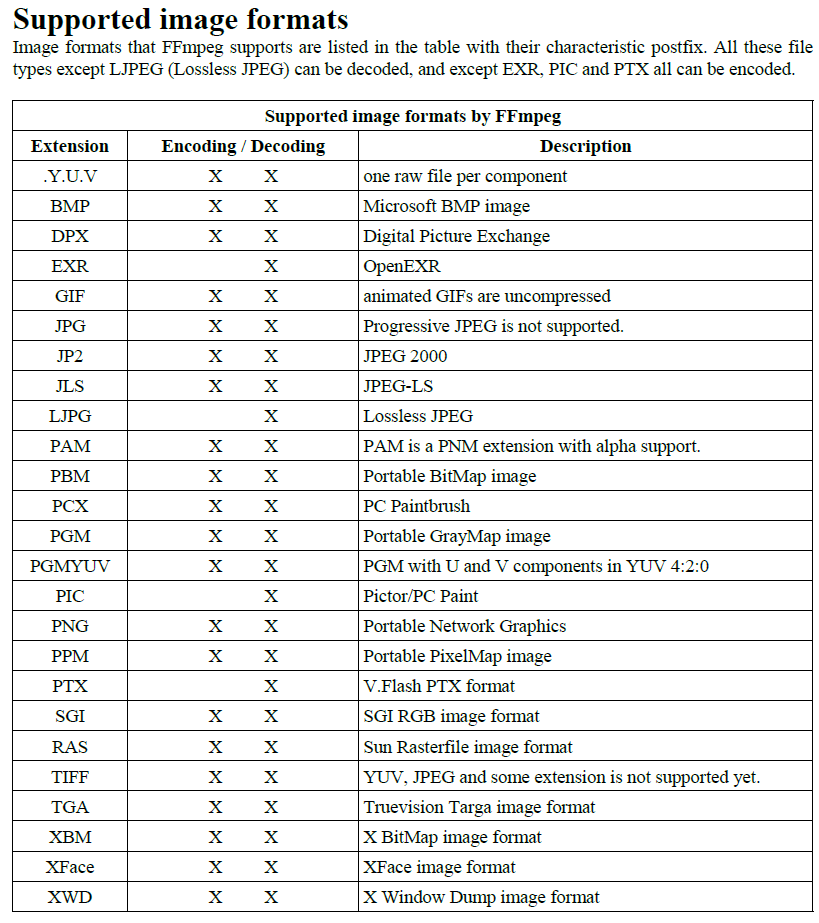 Supported image formats
Image formats that FFmpeg supports are listed in the table with their characteristic postfix. All these file
types except LJPEG (Lossless JPEG) can be decoded, and except EXR, PIC and PTX all can be encoded.
Supported image formats by FFmpeg
Extension Encoding / Decoding Description
.Y.U.V X X one raw file per component
BMP X X Microsoft BMP image
DPX X X Digital Picture Exchange
EXR X OpenEXR
GIF X X animated GIFs are uncompressed
JPG X X Progressive JPEG is not supported.
JP2 X X JPEG 2000
JLS X X JPEG-LS
LJPG X Lossless JPEG
PAM X X PAM is a PNM extension with alpha support.
PBM X X Portable BitMap image
PCX X X PC Paintbrush
PGM X X Portable GrayMap image
PGMYUV X X PGM with U and V components in YUV 4:2:0
PIC X Pictor/PC Paint
PNG X X Portable Network Graphics
PPM X X Portable PixelMap image
PTX X V.Flash PTX format
SGI X X SGI RGB image format
RAS X X Sun Rasterfile image format
TIFF X X YUV, JPEG and some extension is not supported yet.
TGA X X Truevision Targa image format
XBM X X X BitMap image format
XFace X X XFace image format
XWD X X X Window Dump image format